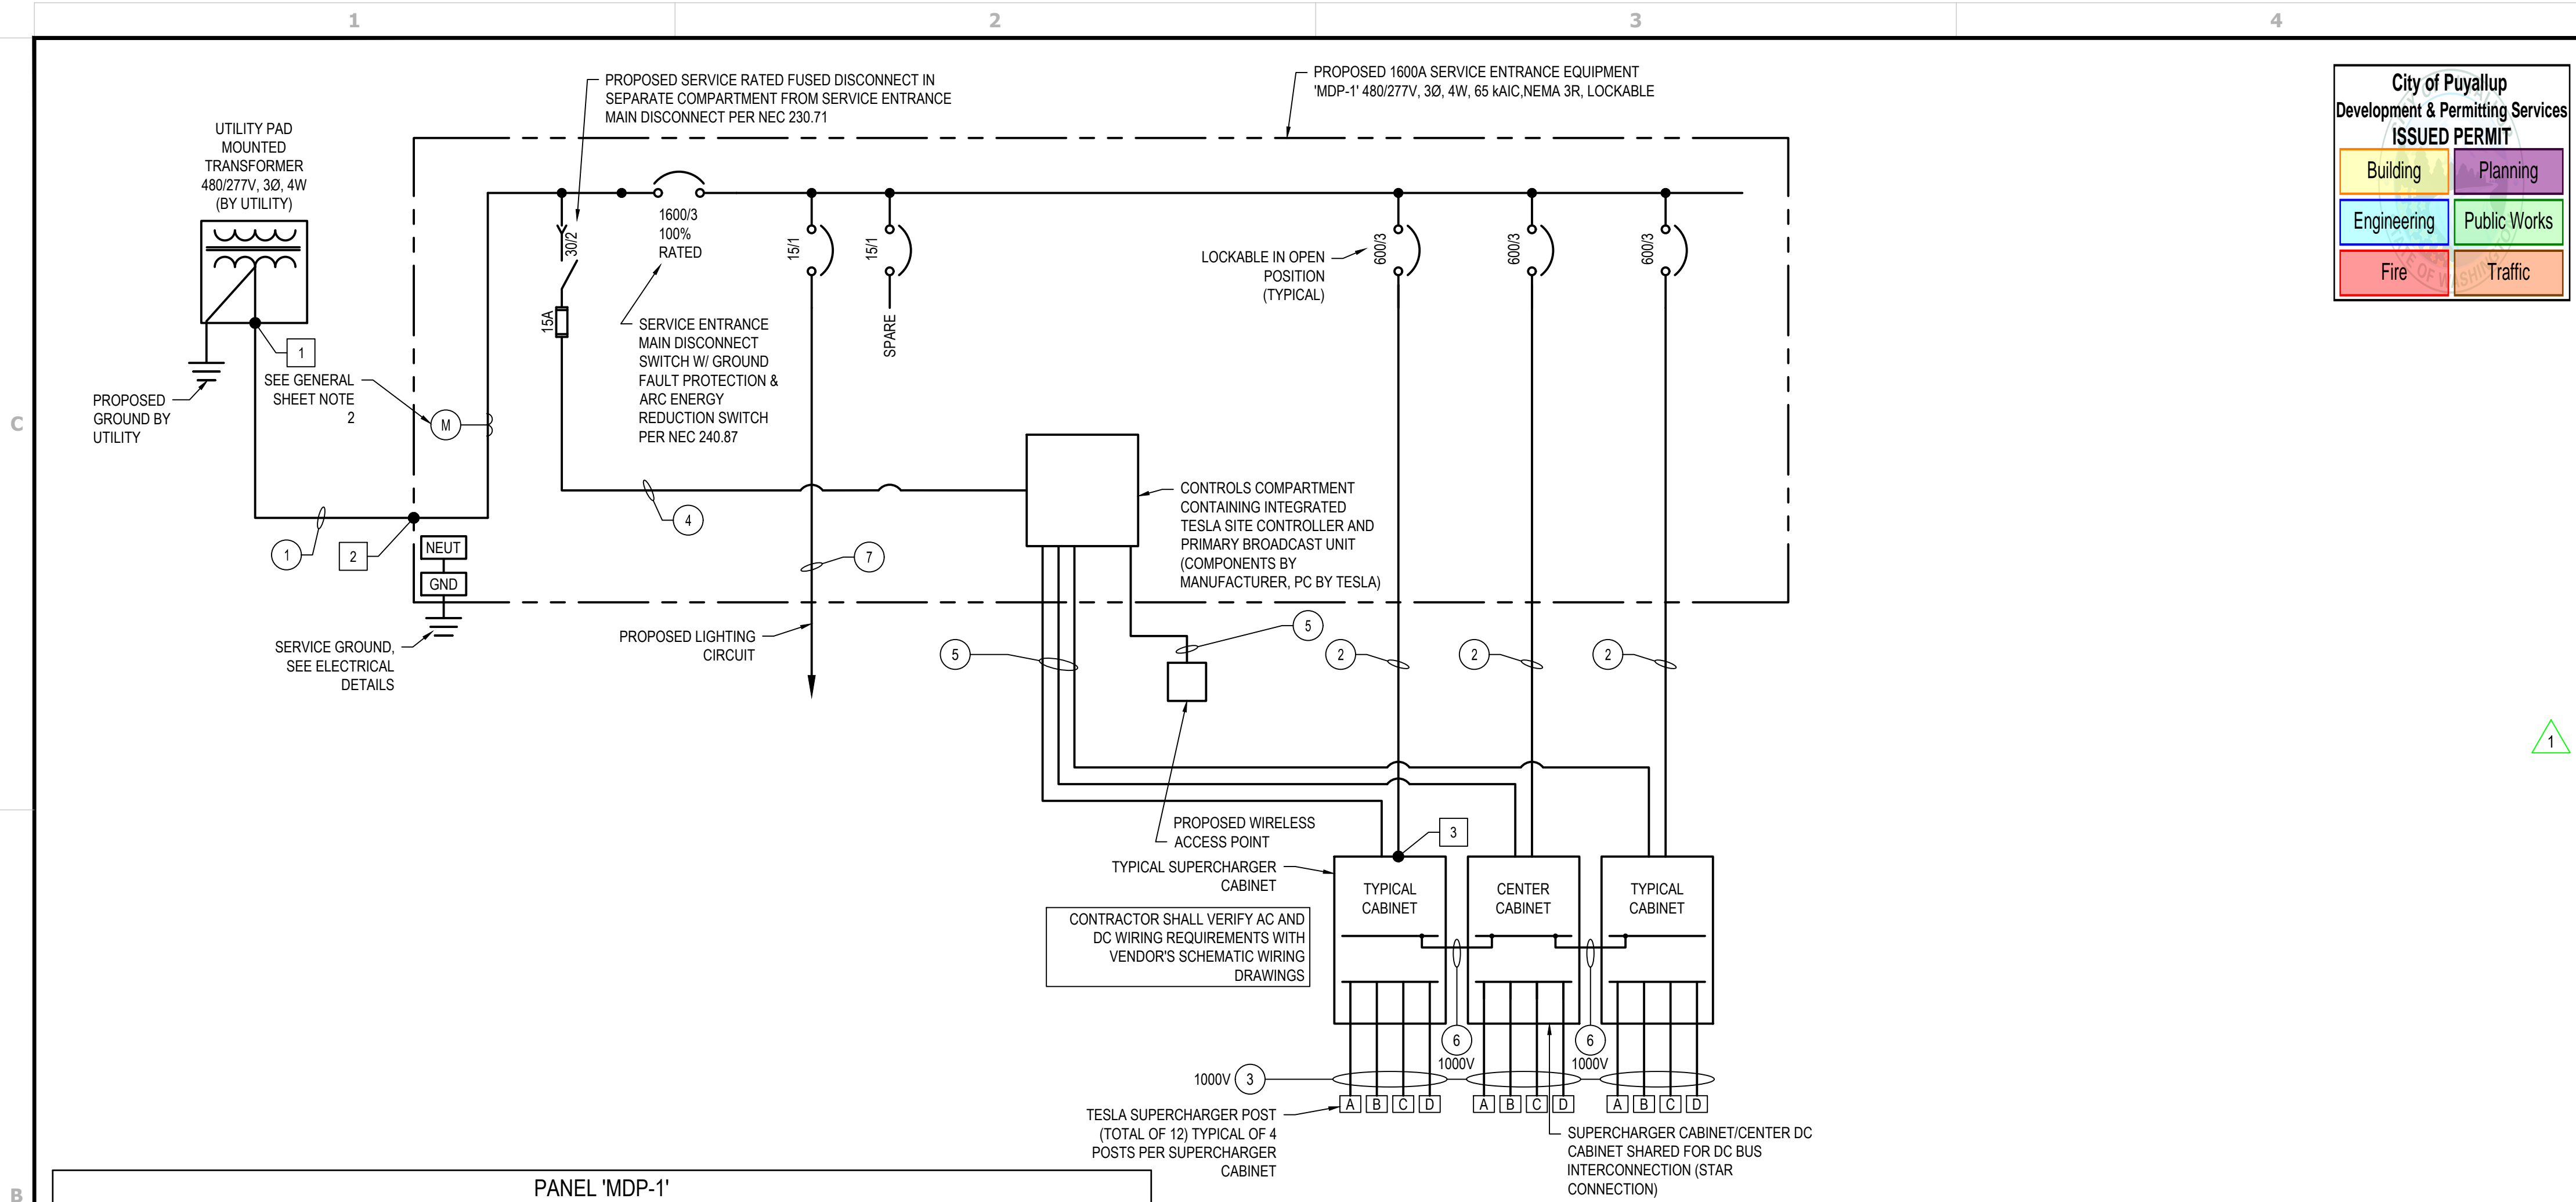 1
2
3
4
C
B
PROPOSED SERVICE RATED FUSED DISCONNECT IN
SEPARATE COMPARTMENT FROM SERVICE ENTRANCE
MAIN DISCONNECT PER NEC 230.71
PROPOSED 1600A SERVICE ENTRANCE EQUIPMENT
'MDP-1' 480/277V, 3Ø, 4W, 65 kAIC,NEMA 3R, LOCKABLE
City of Puyallup
Development & Permitting Services
ISSUED PERMIT
Building
Planning
Engineering
Public Works
Fire
Traffic
UTILITY PAD
MOUNTED
TRANSFORMER
480/277V, 3Ø, 4W
(BY UTILITY)
1
PROPOSED
GROUND BY
UTILITY
SEE GENERAL
SHEET NOTE
2
M
30/2
15A
1600/3
100%
RATED
SERVICE ENTRANCE
MAIN DISCONNECT
SWITCH W/ GROUND
FAULT PROTECTION &
ARC ENERGY
REDUCTION SWITCH
PER NEC 240.87
15/1
15/1
SPARE
LOCKABLE IN OPEN
POSITION
(TYPICAL)
600/3
600/3
600/3
1
2
NEUT
GND
SERVICE GROUND,
SEE ELECTRICAL
DETAILS
4
7
PROPOSED LIGHTING
CIRCUIT
CONTROLS COMPARTMENT
CONTAINING INTEGRATED
TESLA SITE CONTROLLER AND
PRIMARY BROADCAST UNIT
(COMPONENTS BY
MANUFACTURER, PC BY TESLA)
5
5
2
2
2
1
PROPOSED WIRELESS
ACCESS POINT
3
TYPICAL SUPERCHARGER
CABINET
CONTRACTOR SHALL VERIFY AC AND
DC WIRING REQUIREMENTS WITH
VENDOR'S SCHEMATIC WIRING
DRAWINGS
TYPICAL
CABINET
CENTER
CABINET
TYPICAL
CABINET
6
1000V
6
1000V
1000V 3
A B C D
A B C D
A B C D
TESLA SUPERCHARGER POST
(TOTAL OF 12) TYPICAL OF 4
POSTS PER SUPERCHARGER
CABINET
SUPERCHARGER CABINET/CENTER DC
CABINET SHARED FOR DC BUS
INTERCONNECTION (STAR
CONNECTION)
PANEL 'MDP-1'